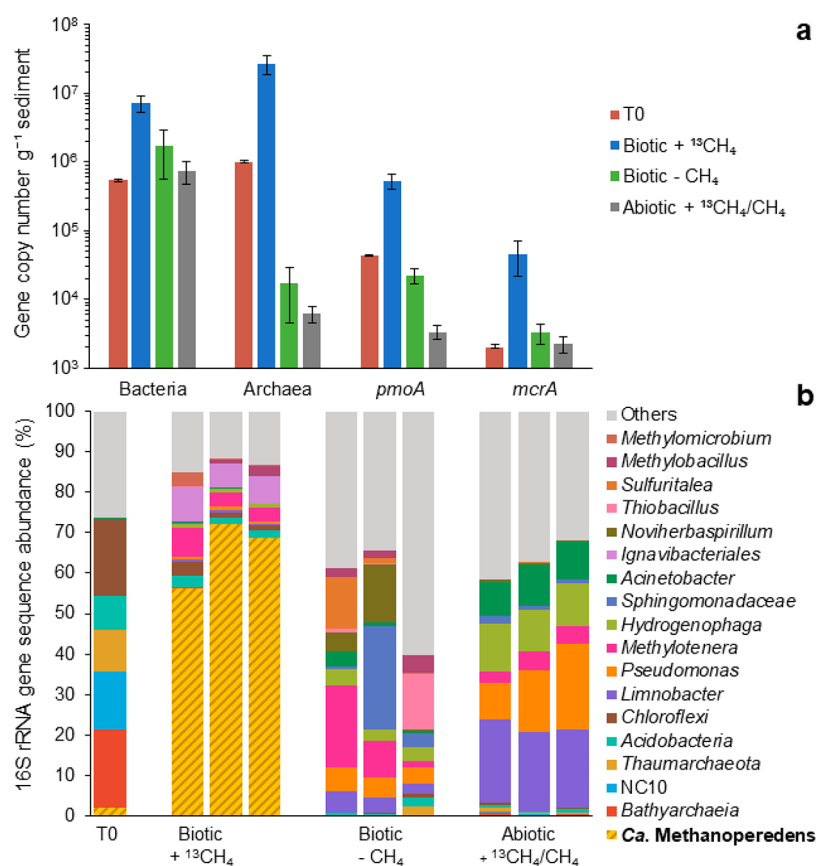 a
Gene copy number g⁻¹ sediment
10⁸
10⁷
10⁶
10⁵
10⁴
10³
Bacteria
Archaea
pmoA
mcrA
T0
Biotic + ¹³CH₄
Biotic - CH₄
Abiotic + ¹³CH₄/CH₄
b
16S rRNA gene sequence abundance (%)
100
90
80
70
60
50
40
30
20
10
0
T0
Biotic
+ ¹³CH₄
Biotic
- CH₄
Abiotic
+ ¹³CH₄/CH₄
Others
Methylomicrobium
Methylobacillus
Sulfuritalea
Thiobacillus
Noviherbaspirillum
Ignavibacteriales
Acinetobacter
Sphingomonadaceae
Hydrogenophaga
Methylotenera
Pseudomonas
Limnobacter
Chloroflexi
Acidobacteria
Thaumarchaeota
NC10
Bathyarchaeia
Ca. Methanoperedens